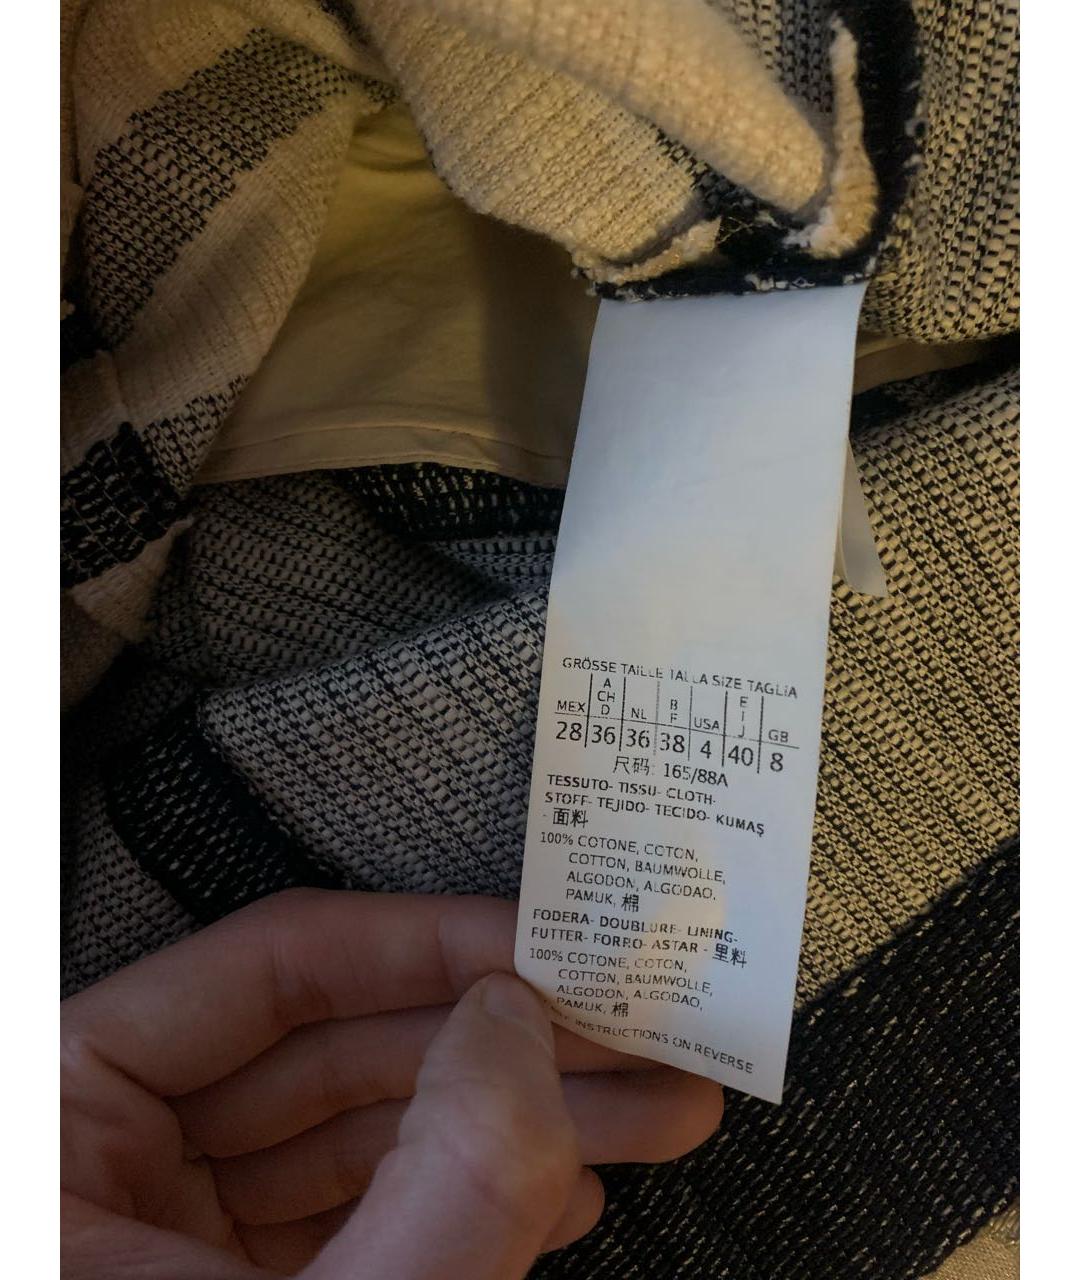 GRÖSSE TAILLE TALLA SIZE TAGLIA
MEX A CH D NL B F USA E I J GB
28 36 36 38 4 40 8
尺码: 165/88A
TESSUTO- TISSU- CLOTH-
STOFF- TEJIDO- TECIDO- KUMAŞ
- 面料
100% COTONE, COTON,
COTTON, BAUMWOLLE,
ALGODON, ALGODAO,
PAMUK, 棉
FODERA- DOUBLURE- LINING-
FUTTER- FORRO- ASTAR - 里料
100% COTONE, COTON,
COTTON, BAUMWOLLE,
ALGODON, ALGODAO,
PAMUK, 棉
INSTRUCTIONS ON REVERSE